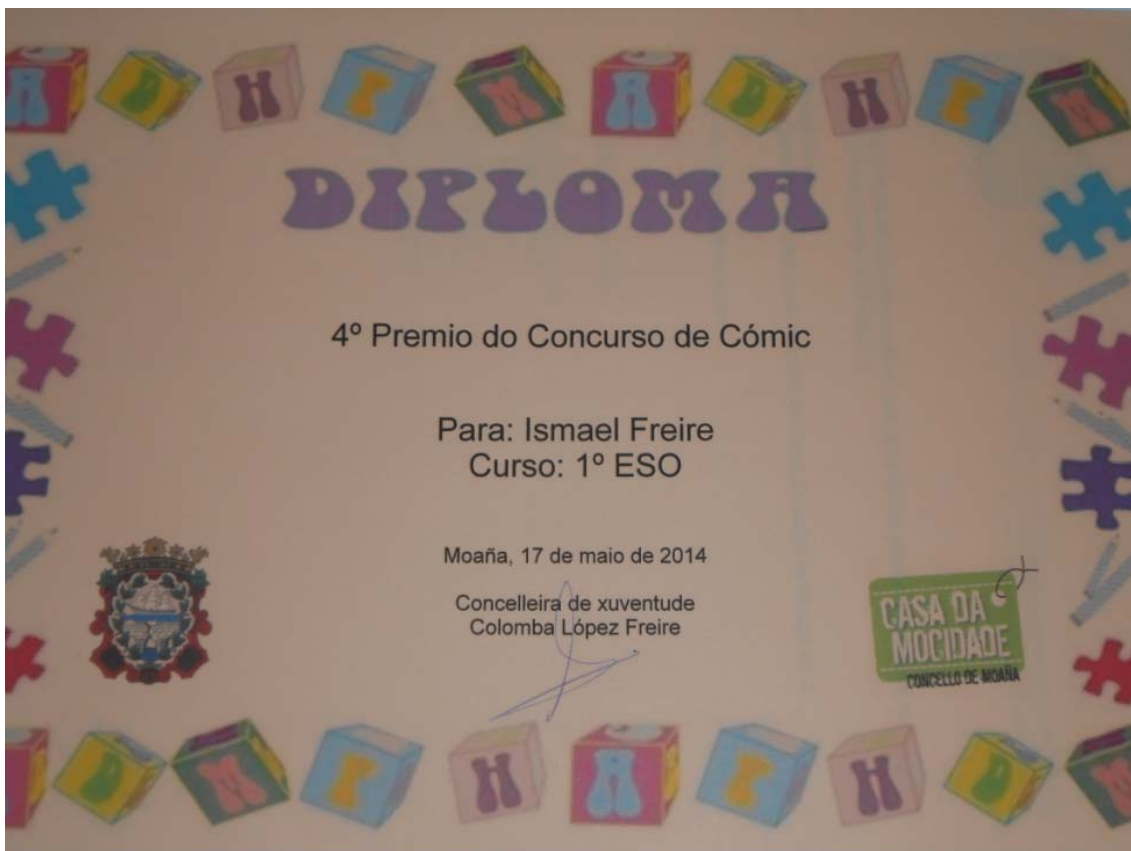 A D H E M A D H E M
DIPLOMA
4º Premio do Concurso de Cómic
Para: Ismael Freire
Curso: 1º ESO
Moaña, 17 de maio de 2014
Concelleira de xuventude
Colomba López Freire
CASA DA
MOCIDADE
CONCELLO DE MOAÑA
A D M E H A E H D M